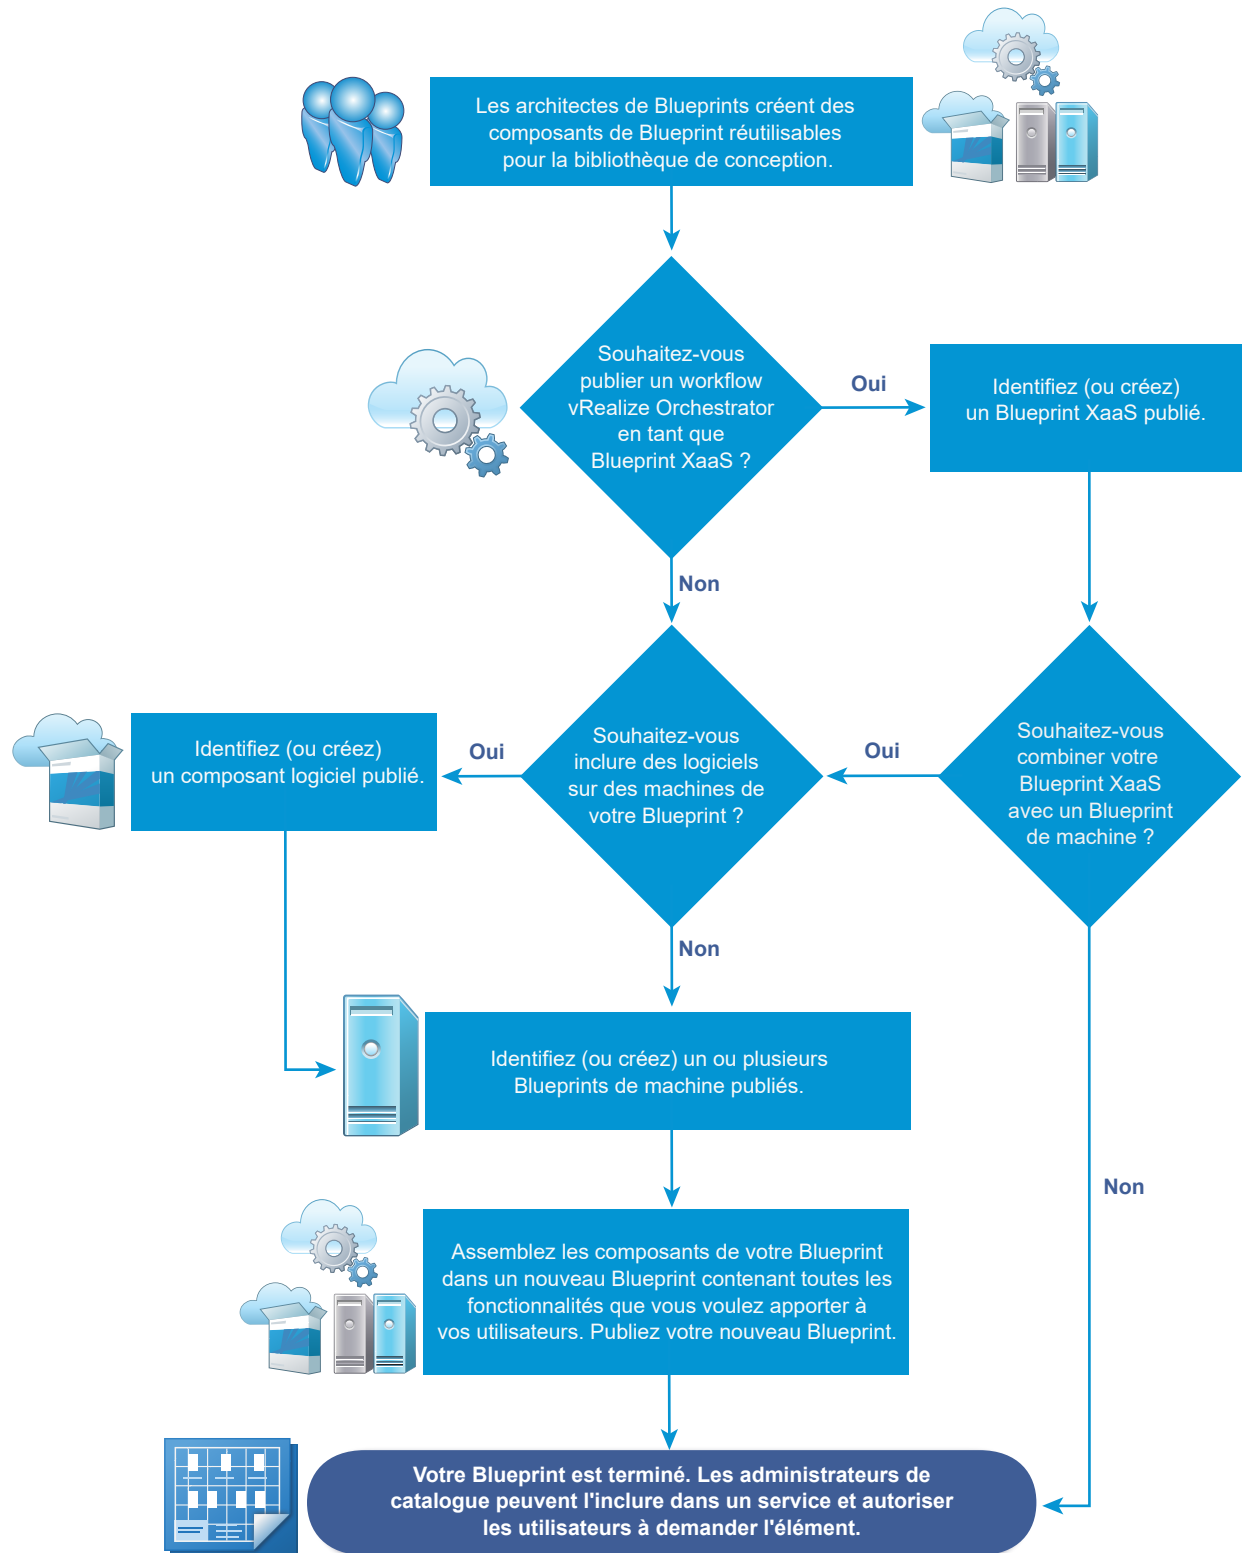 Les architectes de Blueprints créent des
composants de Blueprint réutilisables
pour la bibliothèque de conception.
Souhaitez-vous
publier un workflow
vRealize Orchestrator
en tant que
Blueprint XaaS ?
Oui
Identifiez (ou créez)
un Blueprint XaaS publié.
Non
Identifiez (ou créez)
un composant logiciel publié.
Oui
Souhaitez-vous
inclure des logiciels
sur des machines de
votre Blueprint ?
Oui
Souhaitez-vous
combiner votre
Blueprint XaaS
avec un Blueprint
de machine ?
Non
Identifiez (ou créez) un ou plusieurs
Blueprints de machine publiés.
Non
Assemblez les composants de votre Blueprint
dans un nouveau Blueprint contenant toutes les
fonctionnalités que vous voulez apporter à
vos utilisateurs. Publiez votre nouveau Blueprint.
Votre Blueprint est terminé. Les administrateurs de
catalogue peuvent l'inclure dans un service et autoriser
les utilisateurs à demander l'élément.